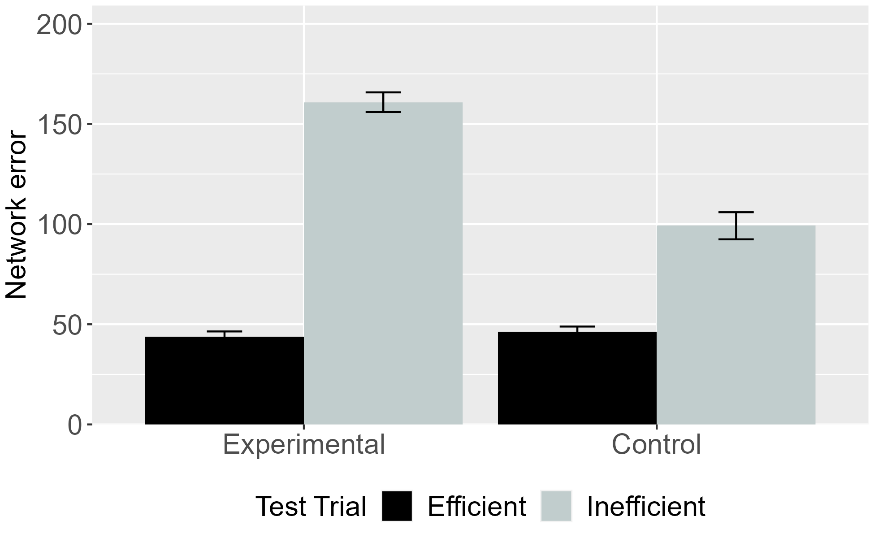 200
150
100
50
0
Network error
Experimental Control
Test Trial Efficient Inefficient